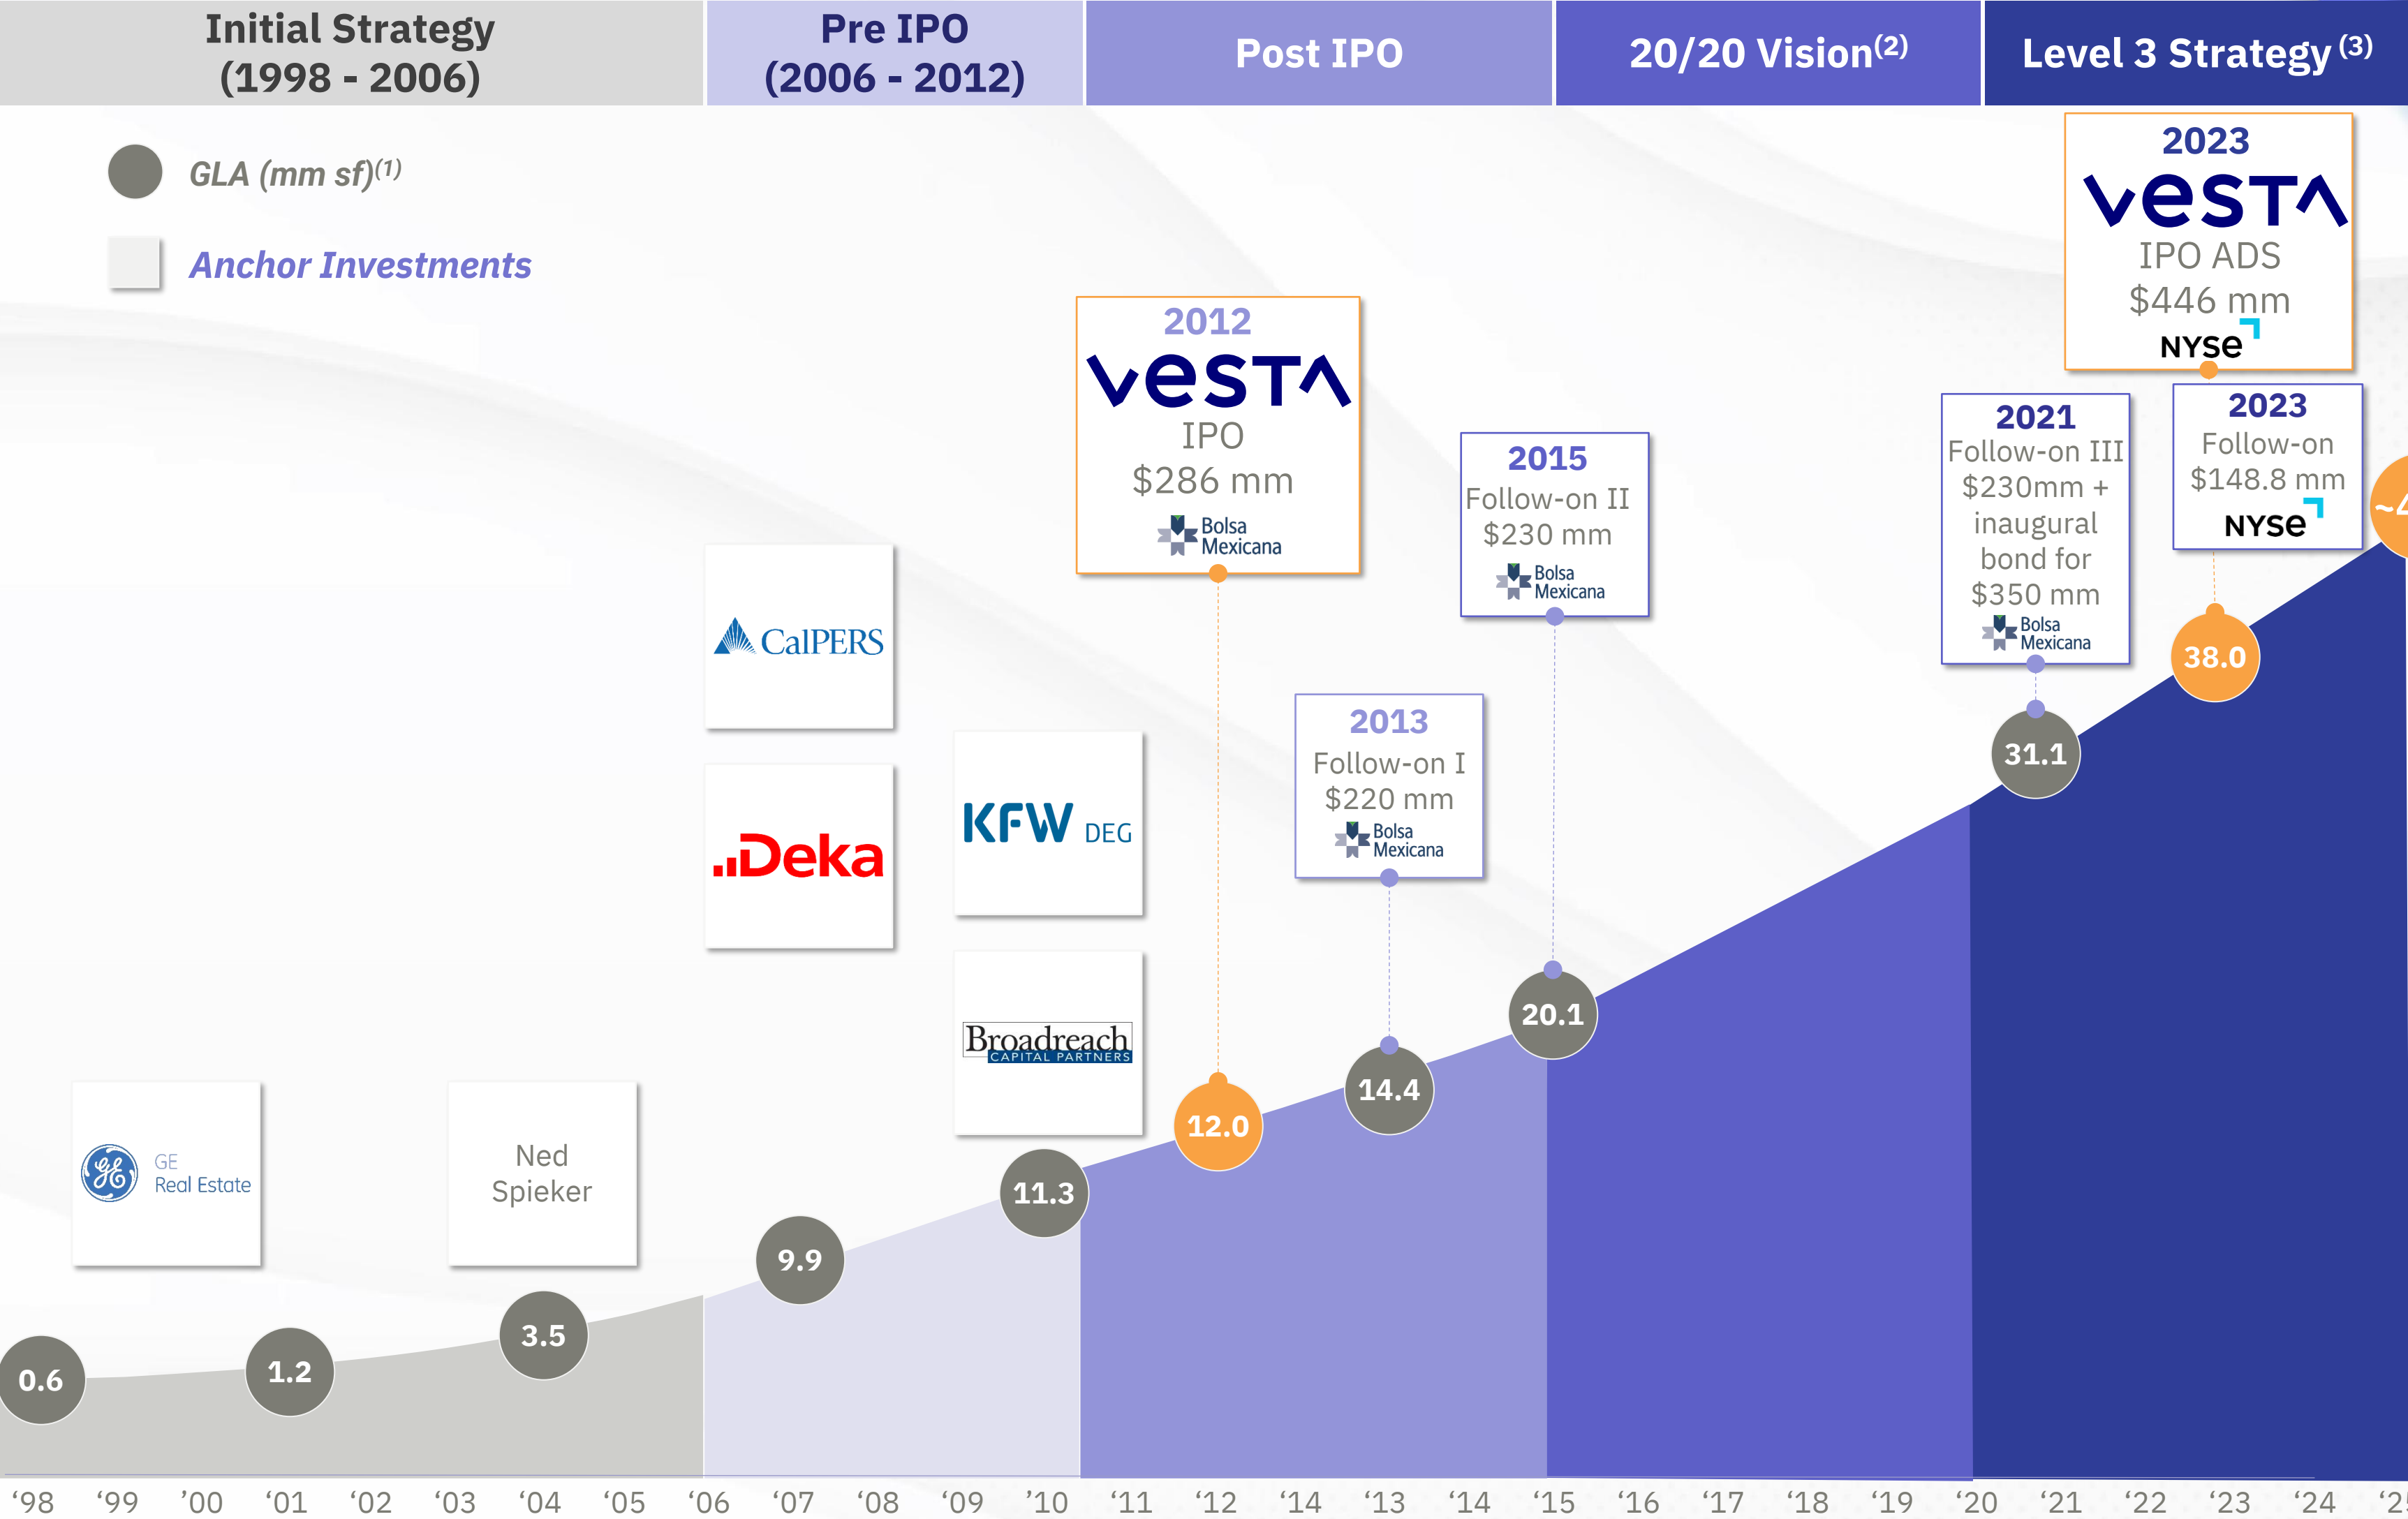 Initial Strategy
(1998 - 2006)
Pre IPO
(2006 - 2012)
Post IPO
20/20 Vision(2)
Level 3 Strategy (3)
GLA (mm sf)(1)
Anchor Investments
2023
VESTA
IPO ADS
$446 mm
NYSE
2012
VESTA
IPO
$286 mm
Bolsa
Mexicana
2015
Follow-on II
$230 mm
Bolsa
Mexicana
2021
Follow-on III
$230mm +
inaugural
bond for
$350 mm
Bolsa
Mexicana
2023
Follow-on
$148.8 mm
NYSE
CalPERS
Deka
KFW DEG
Broadreach
CAPITAL PARTNERS
2013
Follow-on I
$220 mm
Bolsa
Mexicana
GE
GE
Real Estate
Ned
Spieker
0.6
1.2
3.5
9.9
11.3
12.0
14.4
20.1
31.1
38.0
~4
‘98 ‘99 ’00 ‘01 ‘02 ‘03 ‘04 ‘05 ‘06 ‘07 ‘08 ‘09 ’10 ‘11 ‘12 ‘14 ‘13 ‘14 ‘15 ‘16 ‘17 ‘18 ‘19 ‘20 ‘21 ‘22 ‘23 ‘24